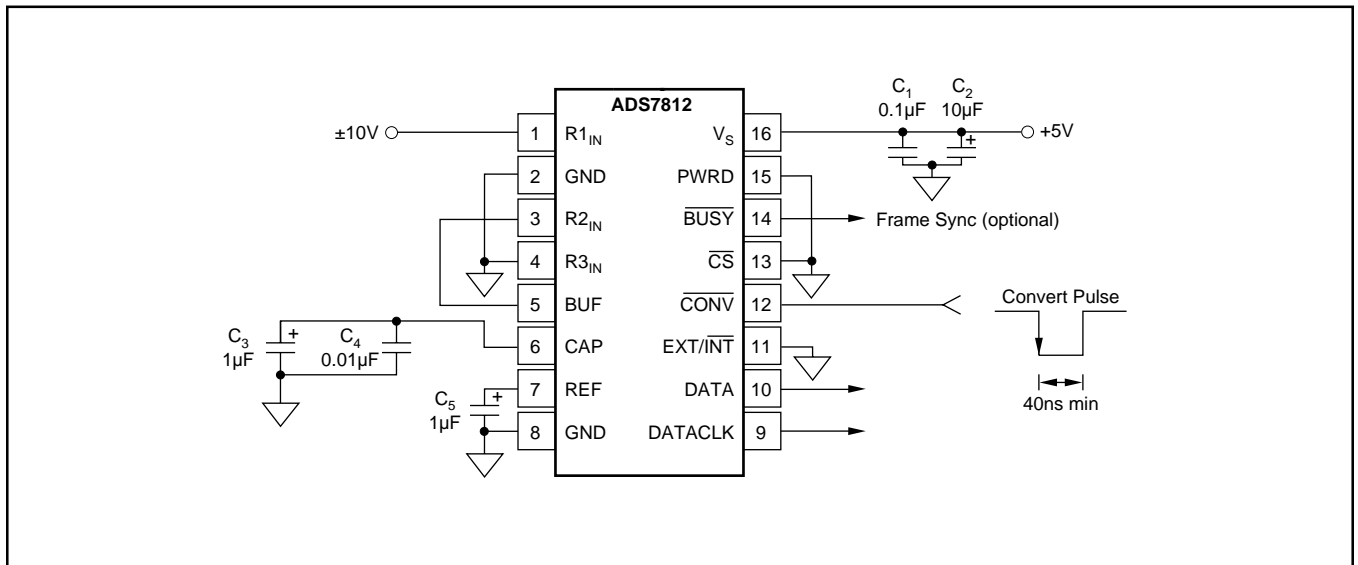 ADS7812
±10V
1 R1IN
2 GND
3 R2IN
4 R3IN
5 BUF
6 CAP
7 REF
8 GND
VS 16
PWRD 15
BUSY 14
CS 13
CONV 12
EXT/INT 11
DATA 10
DATACLK 9
C1
0.1µF
C2
10µF
+
+5V
Frame Sync (optional)
Convert Pulse
40ns min
C3
1µF
+
C4
0.01µF
C5
1µF
+